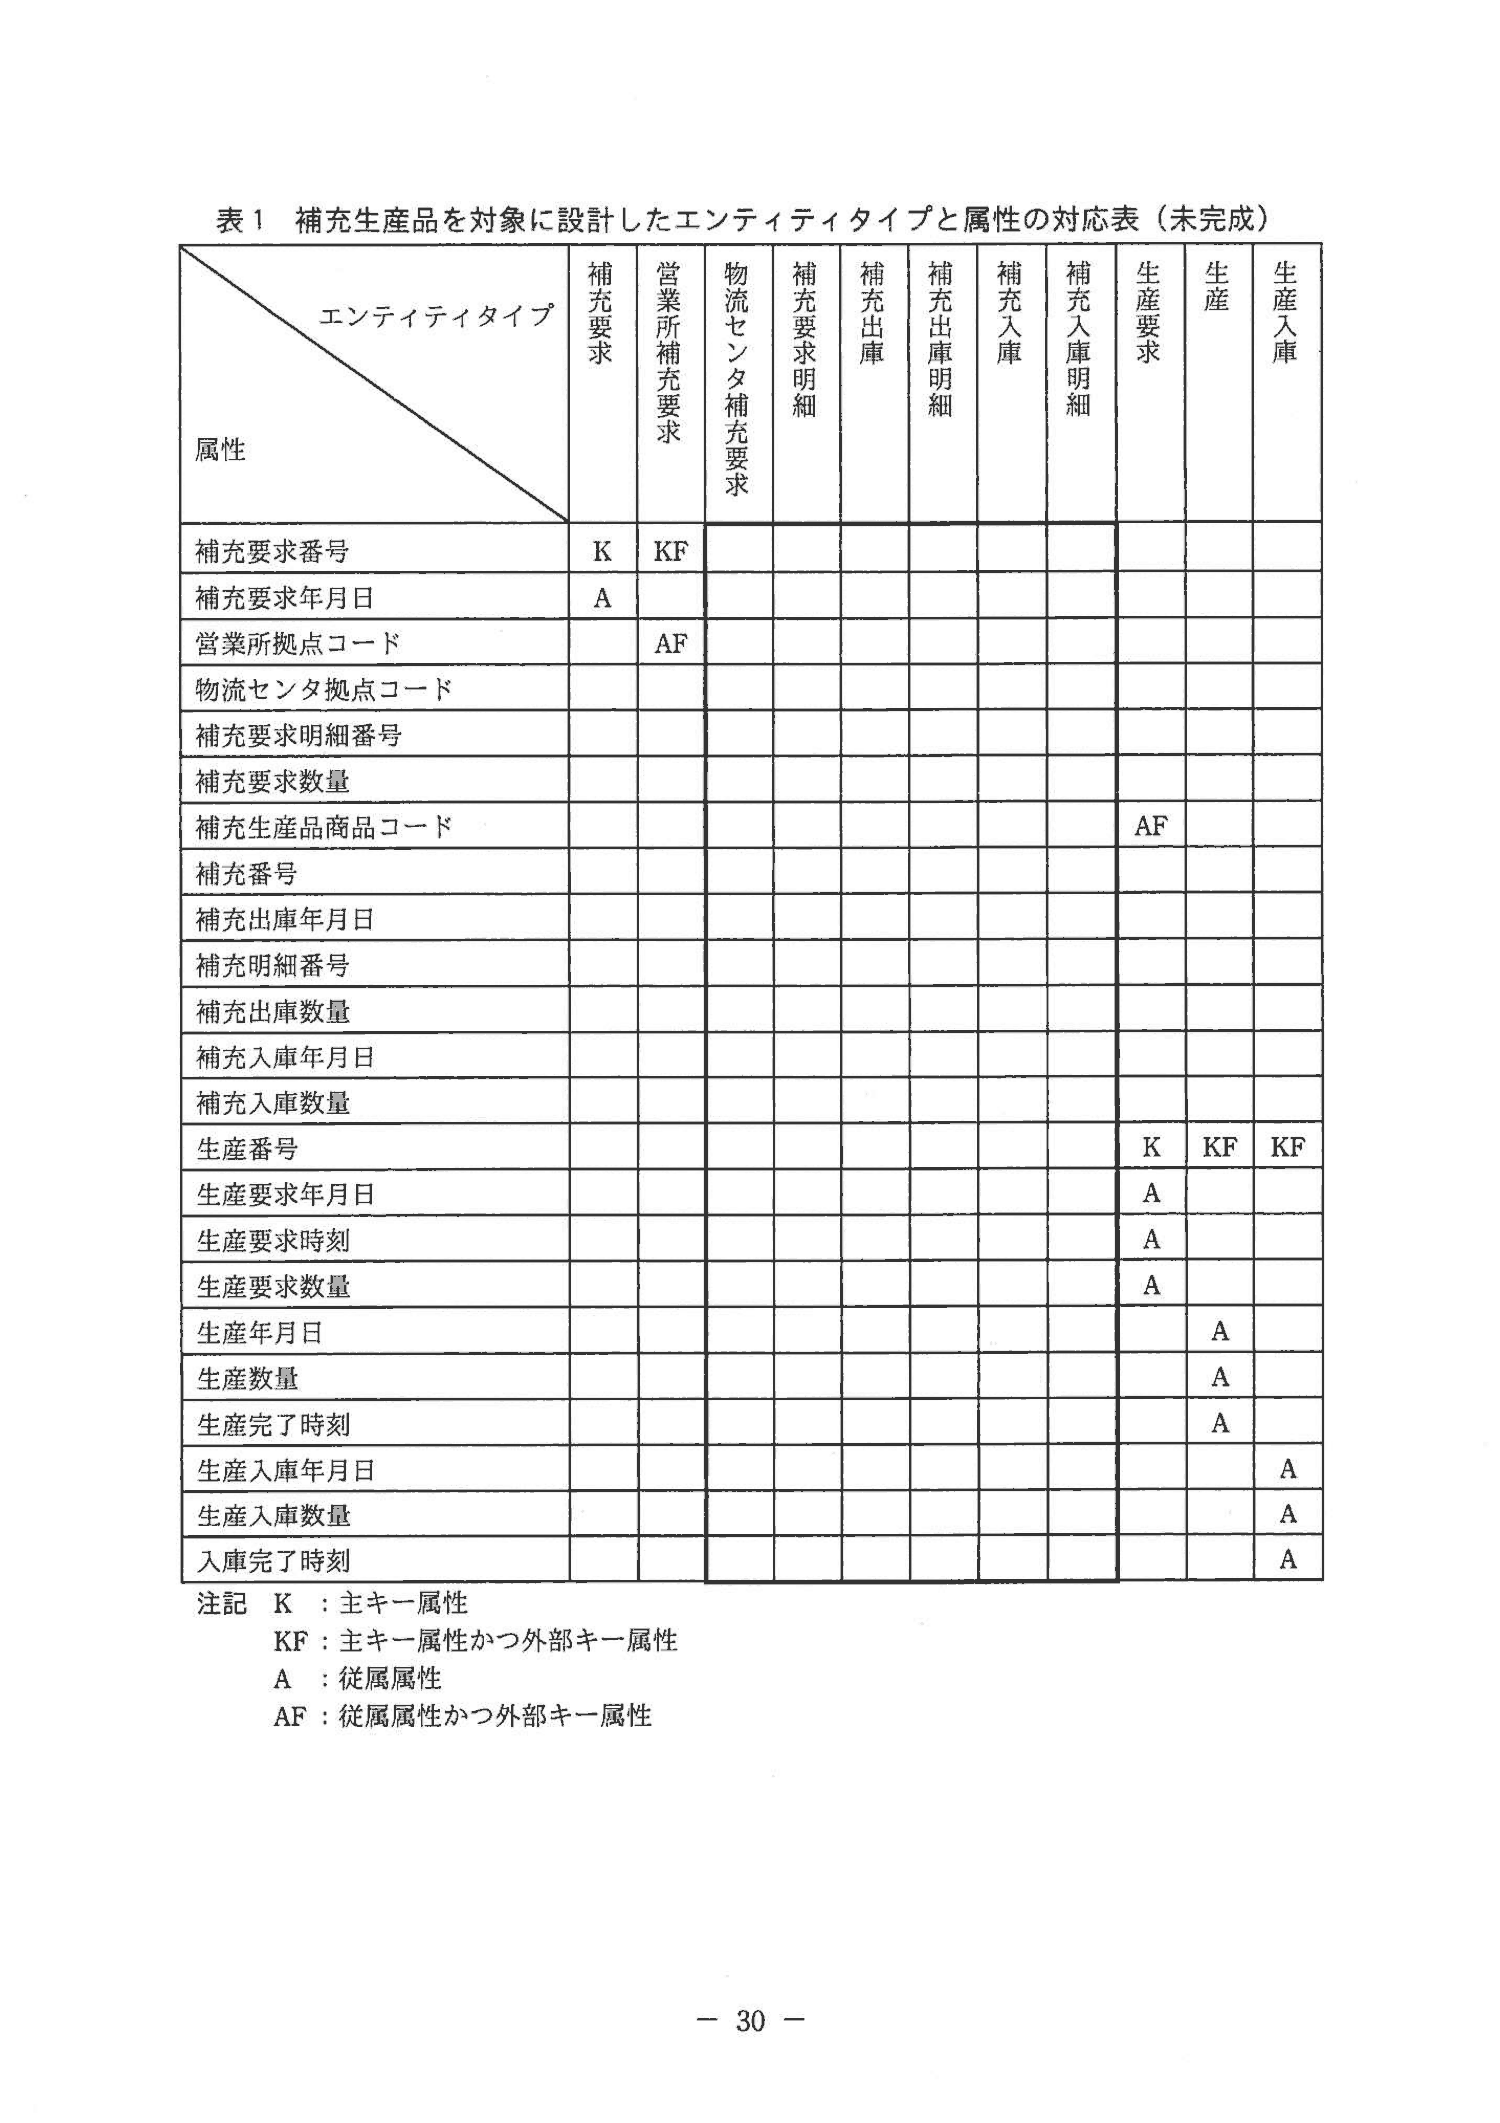 表1 補充生産品を対象に設計したエンティティタイプと属性の対応表（未完成）
エンティティタイプ
属性
補充要求
営業所補充要求
物流センタ補充要求
補充要求明細
補充出庫
補充出庫明細
補充入庫
補充入庫明細
生産要求
生産
生産入庫
補充要求番号 K KF
補充要求年月日 A
営業所拠点コード AF
物流センタ拠点コード
補充要求明細番号
補充要求数量
補充生産品商品コード AF
補充番号
補充出庫年月日
補充明細番号
補充出庫数量
補充入庫年月日
補充入庫数量
生産番号 K KF KF
生産要求年月日 A
生産要求時刻 A
生産要求数量 A
生産年月日 A
生産数量 A
生産完了時刻 A
生産入庫年月日 A
生産入庫数量 A
入庫完了時刻 A
注記 K ：主キー属性
KF：主キー属性かつ外部キー属性
A ：従属属性
AF：従属属性かつ外部キー属性
－ 30 －